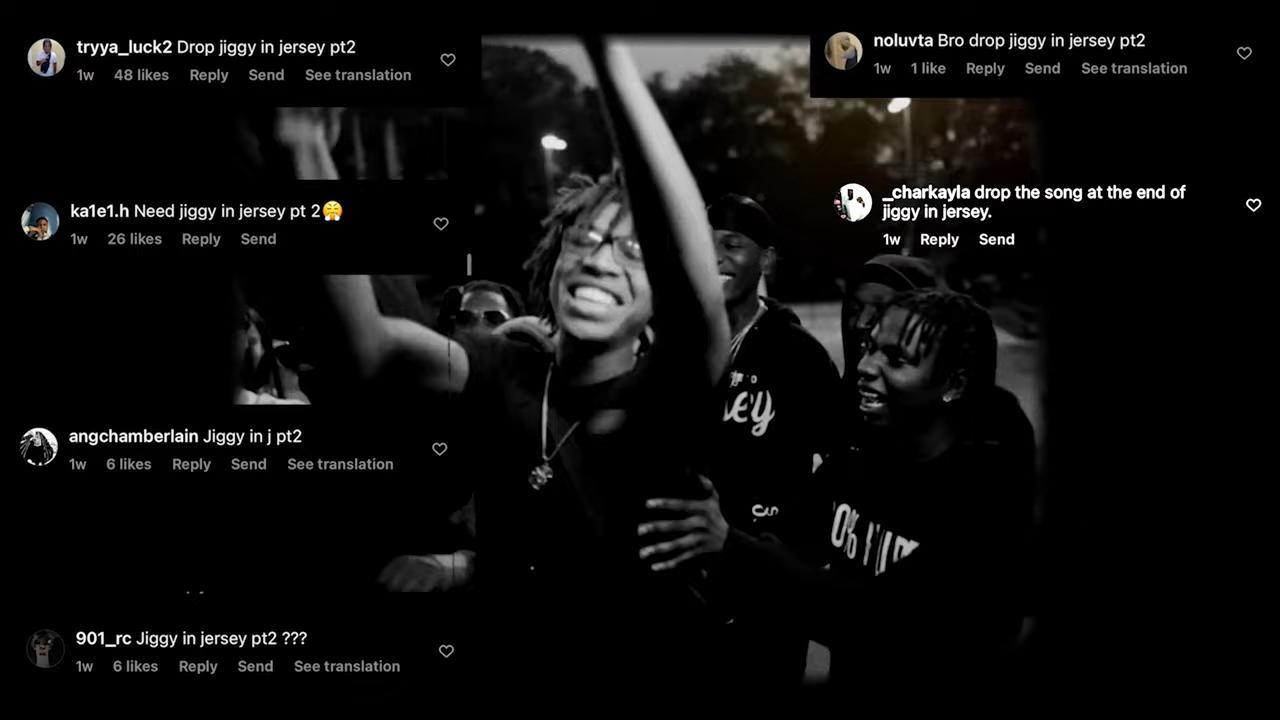 tryya_luck2 Drop jiggy in jersey pt2
1w 48 likes Reply Send See translation
noluvta Bro drop jiggy in jersey pt2
1w 1 like Reply Send See translation
ka1e1.h Need jiggy in jersey pt 2😤
1w 26 likes Reply Send
_charkayla drop the song at the end of
jiggy in jersey.
1w Reply Send
angchamberlain Jiggy in j pt2
1w 6 likes Reply Send See translation
901_rc Jiggy in jersey pt2 ???
1w 6 likes Reply Send See translation